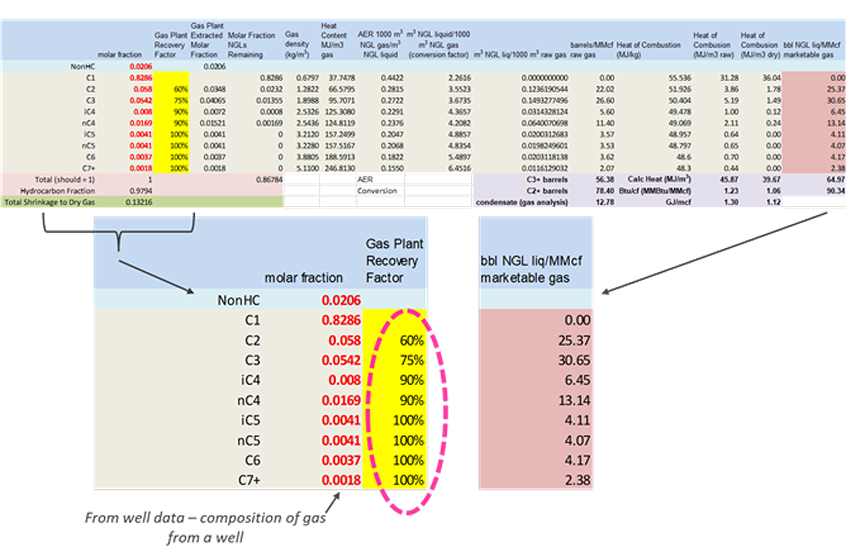 molar fraction
Gas Plant
Recovery
Factor
Gas Plant
Extracted
Molar
Fraction
Molar Fraction
NGLs
Remaining
Gas
density
(kg/m³)
Heat
Content
MJ/m3
gas
AER 1000 m³
NGL gas/m³
NGL liquid
m³ NGL liquid/1000
m³ NGL gas
(conversion factor)
m³ NGL liq/1000 m³ raw gas
barrels/MMcf
raw gas
Heat of Combustion
(MJ/kg)
Heat of
Combusion
(MJ/m3 raw)
Heat of
Combusion
(MJ/m3 dry)
bbl NGL liq/MMcf
marketable gas
NonHC 0.0206 0.0206
C1 0.8286 0.8286 0.6797 37.7478 0.4422 2.2616 0.0000000000 0.00 55.536 31.28 36.04 0.00
C2 0.058 60% 0.0348 0.0232 1.2822 66.5795 0.2815 3.5523 0.1236190544 22.02 51.926 3.86 1.78 25.37
C3 0.0542 75% 0.04065 0.01355 1.8988 95.7071 0.2722 3.6735 0.1493277496 26.60 50.404 5.19 1.49 30.65
iC4 0.008 90% 0.0072 0.0008 2.5326 125.3080 0.2291 4.3657 0.0314328124 5.60 49.478 1.00 0.12 6.45
nC4 0.0169 90% 0.01521 0.00169 2.5436 124.8119 0.2376 4.2082 0.0640070698 11.40 49.069 2.11 0.24 13.14
iC5 0.0041 100% 0.0041 0 3.2120 157.2499 0.2047 4.8857 0.0200312683 3.57 48.957 0.64 0.00 4.11
nC5 0.0041 100% 0.0041 0 3.2280 157.5167 0.2068 4.8354 0.0198249601 3.53 48.797 0.65 0.00 4.07
C6 0.0037 100% 0.0037 0 3.8805 188.5913 0.1822 5.4897 0.0203118138 3.62 48.6 0.70 0.00 4.17
C7+ 0.0018 100% 0.0018 0 5.1100 246.8130 0.1550 6.4516 0.0116129032 2.07 48.3 0.44 0.00 2.38
Total (should = 1) 1 0.86784 AER C3+ barrels 56.38 Calc Heat (MJ/m³) 45.87 39.67 64.97
Hydrocarbon Fraction 0.9794 Conversion C2+ barrels 78.40 Btu/cf (MMBtu/MMcf) 1.23 1.06 90.34
Total Shrinkage to Dry Gas 0.13216 condensate (gas analysis) 12.78 GJ/mcf 1.30 1.12
molar fraction
Gas Plant
Recovery
Factor
bbl NGL liq/MMcf
marketable gas
NonHC 0.0206
C1 0.8286 0.00
C2 0.058 60% 25.37
C3 0.0542 75% 30.65
iC4 0.008 90% 6.45
nC4 0.0169 90% 13.14
iC5 0.0041 100% 4.11
nC5 0.0041 100% 4.07
C6 0.0037 100% 4.17
C7+ 0.0018 100% 2.38
From well data – composition of gas
from a well